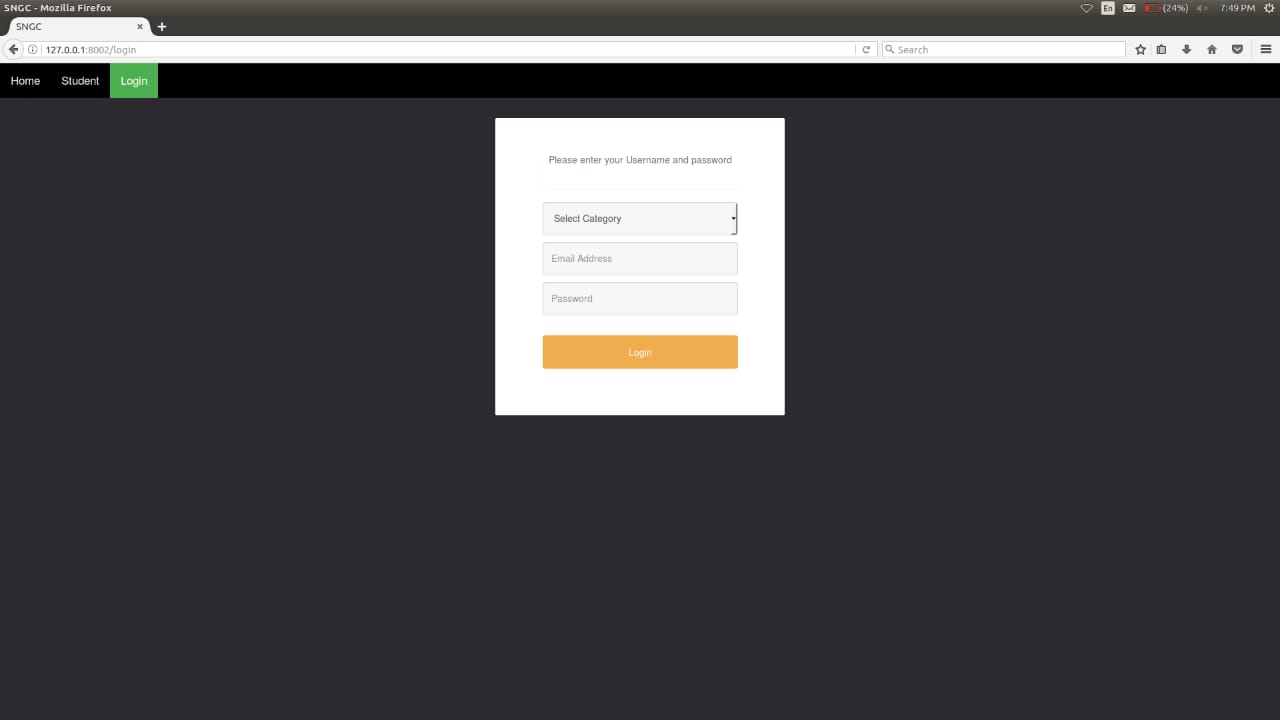 SNGC - Mozilla Firefox
En
(24%)
7:49 PM
SNGC
127.0.0.1:8002/login
Search
Home
Student
Login
Please enter your Username and password
Select Category
Email Address
Password
Login